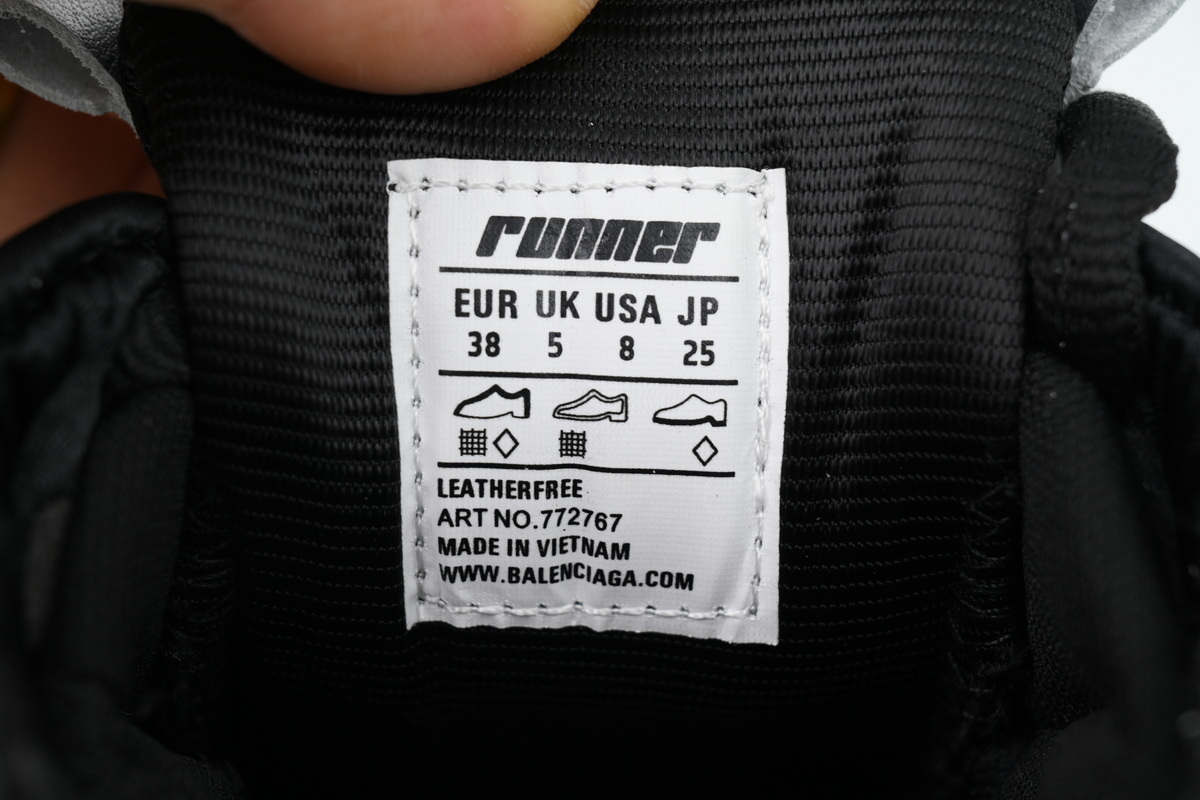 runner
EUR UK USA JP
38 5 8 25
LEATHERFREE
ART NO.772767
MADE IN VIETNAM
WWW.BALENCIAGA.COM